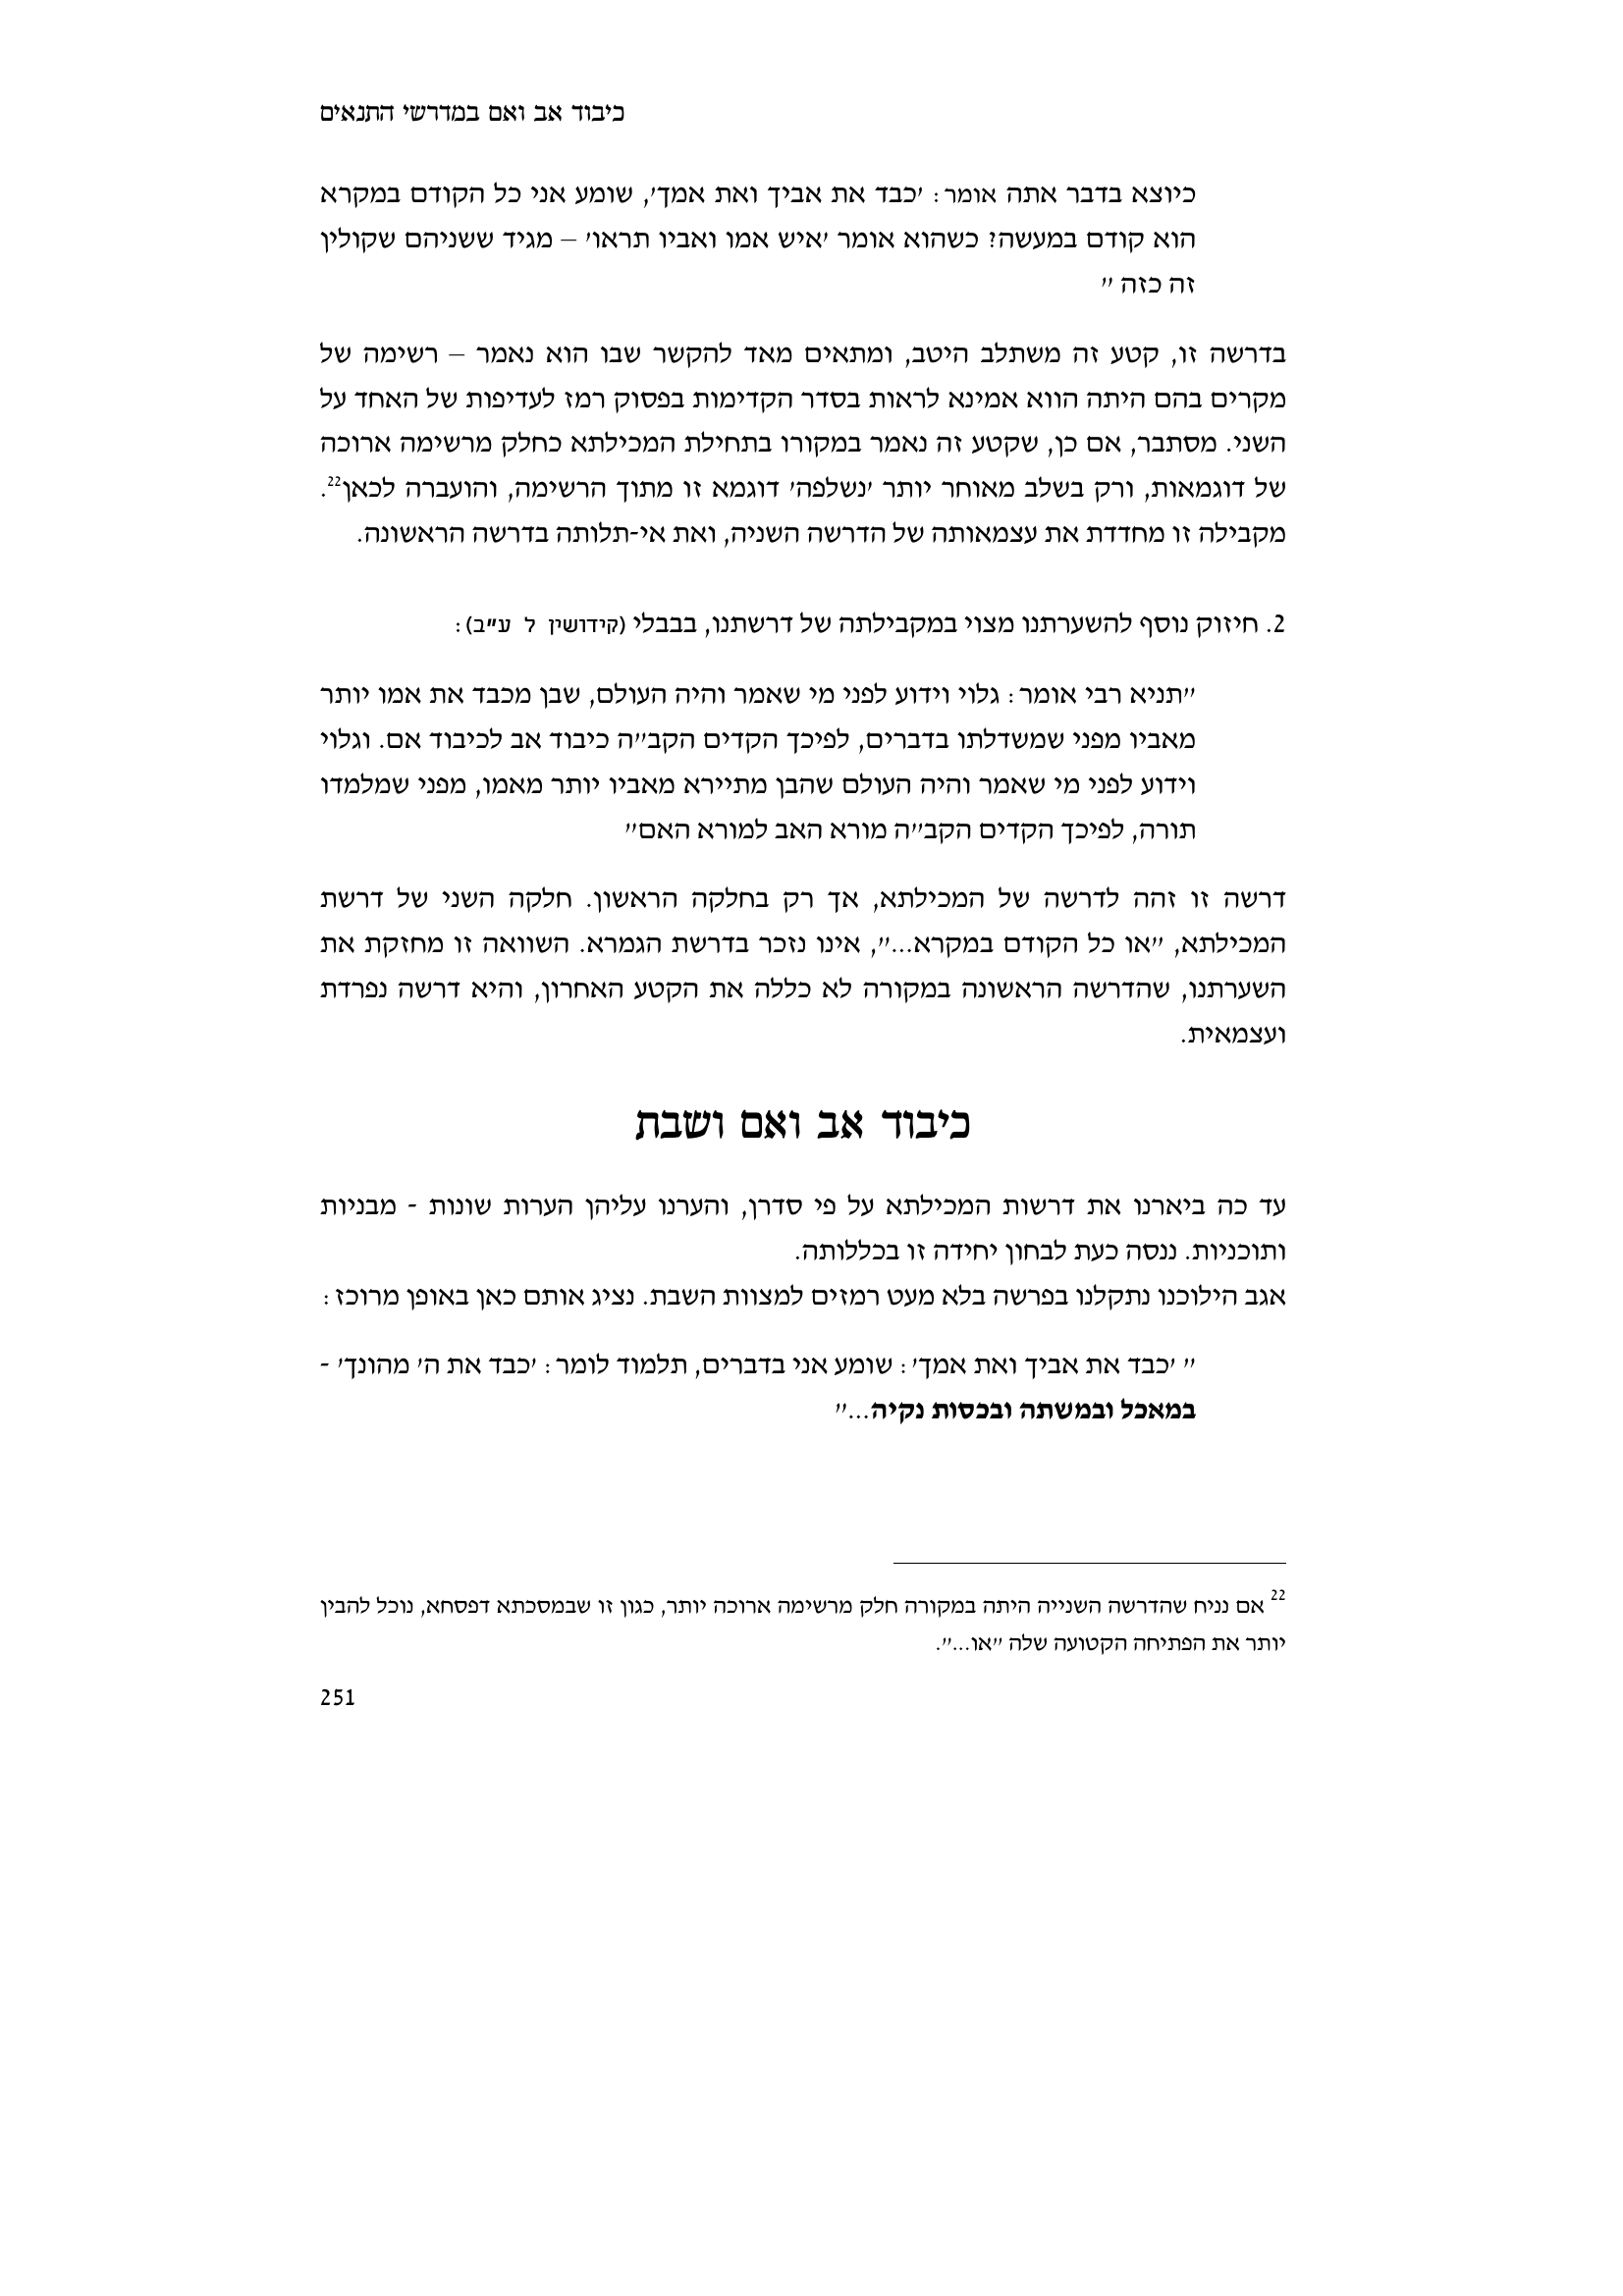 כיבוד אב ואם במדרשי התנאים
כיוצא בדבר אתה אומר: 'כבד את אביך ואת אמך', שומע אני כל הקודם במקרא
הוא קודם במעשה? כשהוא אומר 'איש אמו ואביו תראו' – מגיד ששניהם שקולין
זה כזה "
בדרשה זו, קטע זה משתלב היטב, ומתאים מאד להקשר שבו הוא נאמר – רשימה של
מקרים בהם היתה הווא אמינא לראות בסדר הקדימות בפסוק רמז לעדיפות של האחד על
השני. מסתבר, אם כן, שקטע זה נאמר במקורו בתחילת המכילתא כחלק מרשימה ארוכה
של דוגמאות, ורק בשלב מאוחר יותר 'נשלפה' דוגמא זו מתוך הרשימה, והועברה לכאן22.
מקבילה זו מחדדת את עצמאותה של הדרשה השניה, ואת אי-תלותה בדרשה הראשונה.
2. חיזוק נוסף להשערתנו מצוי במקבילתה של דרשתנו, בבבלי (קידושין ל ע"ב):
"תניא רבי אומר: גלוי וידוע לפני מי שאמר והיה העולם, שבן מכבד את אמו יותר
מאביו מפני שמשדלתו בדברים, לפיכך הקדים הקב"ה כיבוד אב לכיבוד אם. וגלוי
וידוע לפני מי שאמר והיה העולם שהבן מתיירא מאביו יותר מאמו, מפני שמלמדו
תורה, לפיכך הקדים הקב"ה מורא האב למורא האם"
דרשה זו זהה לדרשה של המכילתא, אך רק בחלקה הראשון. חלקה השני של דרשת
המכילתא, "או כל הקודם במקרא...", אינו נזכר בדרשת הגמרא. השוואה זו מחזקת את
השערתנו, שהדרשה הראשונה במקורה לא כללה את הקטע האחרון, והיא דרשה נפרדת
ועצמאית.
כיבוד אב ואם ושבת
עד כה ביארנו את דרשות המכילתא על פי סדרן, והערנו עליהן הערות שונות - מבניות
ותוכניות. ננסה כעת לבחון יחידה זו בכללותה.
אגב הילוכנו נתקלנו בפרשה בלא מעט רמזים למצוות השבת. נציג אותם כאן באופן מרוכז:
" 'כבד את אביך ואת אמך': שומע אני בדברים, תלמוד לומר: 'כבד את ה' מהונך' -
במאכל ובמשתה ובכסות נקיה..."
22 אם נניח שהדרשה השנייה היתה במקורה חלק מרשימה ארוכה יותר, כגון זו שבמסכתא דפסחא, נוכל להבין
יותר את הפתיחה הקטועה שלה "או...".
251